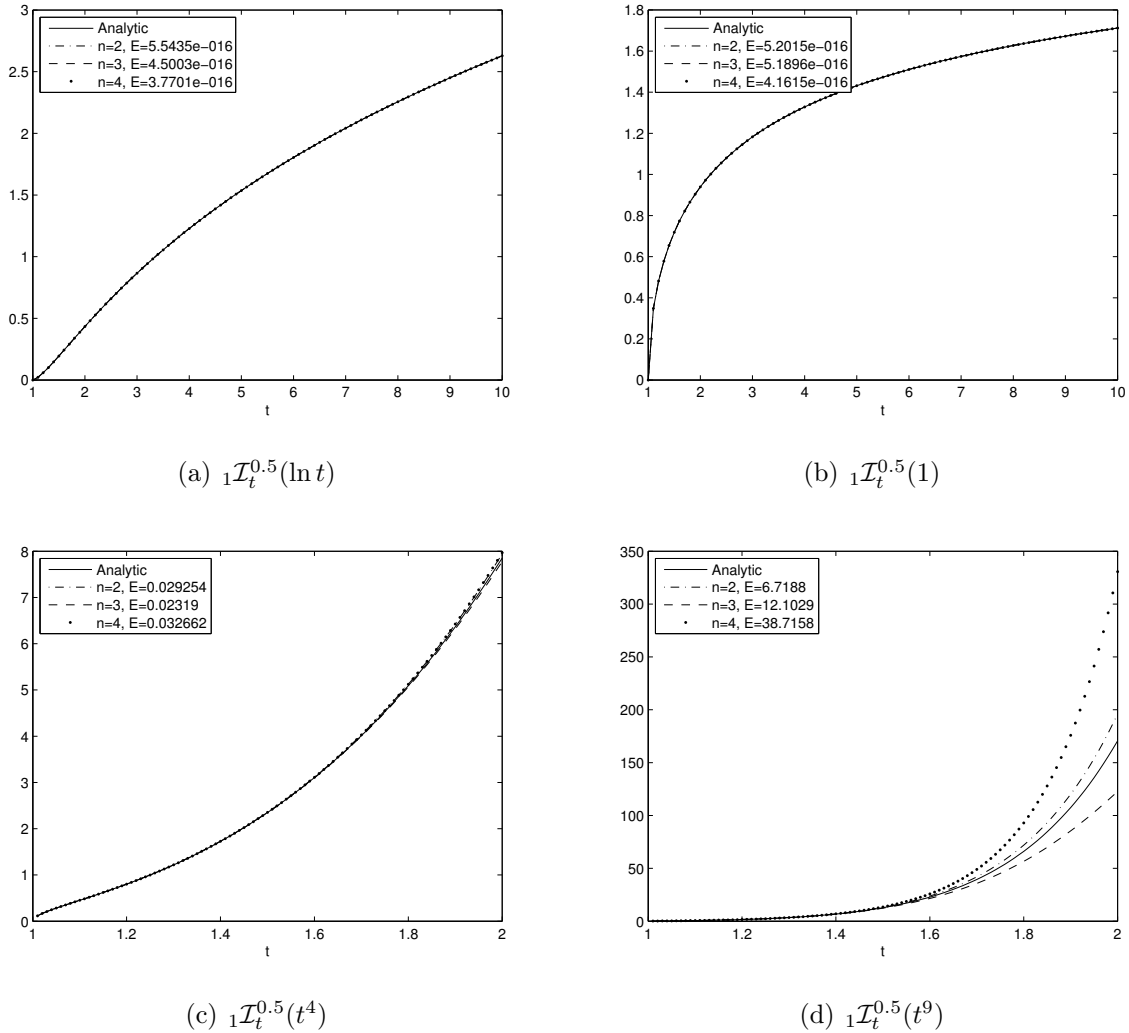 3
2.5
2
1.5
1
0.5
0
Analytic
n=2, E=5.5435e-016
n=3, E=4.5003e-016
n=4, E=3.7701e-016
1 2 3 4 5 6 7 8 9 10
t
(a) ₁ℐₜ^0.5(ln t)
1.8
1.6
1.4
1.2
1
0.8
0.6
0.4
0.2
0
Analytic
n=2, E=5.2015e-016
n=3, E=5.1896e-016
n=4, E=4.1615e-016
1 2 3 4 5 6 7 8 9 10
t
(b) ₁ℐₜ^0.5(1)
8
7
6
5
4
3
2
1
0
Analytic
n=2, E=0.029254
n=3, E=0.02319
n=4, E=0.032662
1 1.2 1.4 1.6 1.8 2
t
(c) ₁ℐₜ^0.5(t⁴)
350
300
250
200
150
100
50
0
Analytic
n=2, E=6.7188
n=3, E=12.1029
n=4, E=38.7158
1 1.2 1.4 1.6 1.8 2
t
(d) ₁ℐₜ^0.5(t⁹)